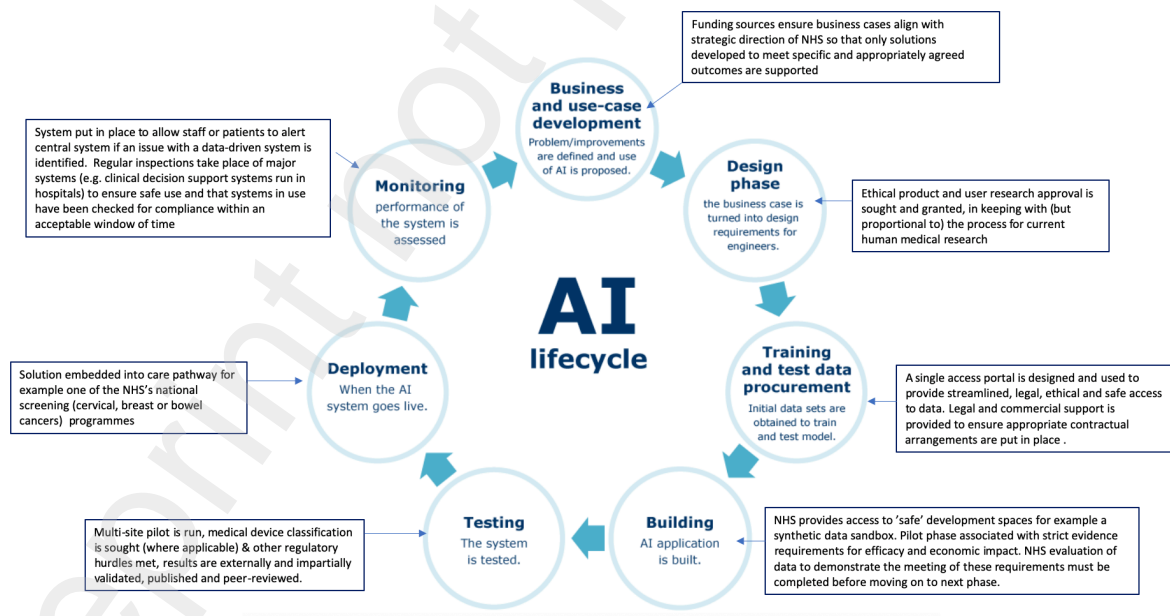 Funding sources ensure business cases align with
strategic direction of NHS so that only solutions
developed to meet specific and appropriately agreed
outcomes are supported
Business
and use-case
development
Problem/improvements
are defined and use
of AI is proposed.
System put in place to allow staff or patients to alert
central system if an issue with a data-driven system is
identified. Regular inspections take place of major
systems (e.g. clinical decision support systems run in
hospitals) to ensure safe use and that systems in use
have been checked for compliance within an
acceptable window of time
Monitoring
performance of
the system is
assessed
Design
phase
the business case is
turned into design
requirements for
engineers.
Ethical product and user research approval is
sought and granted, in keeping with (but
proportional to) the process for current
human medical research
AI
lifecycle
Solution embedded into care pathway for
example one of the NHS's national
screening (cervical, breast or bowel
cancers) programmes
Deployment
When the AI
system goes live.
Training
and test data
procurement
Initial data sets are
obtained to train
and test model.
A single access portal is designed and used to
provide streamlined, legal, ethical and safe access
to data. Legal and commercial support is
provided to ensure appropriate contractual
arrangements are put in place .
Multi-site pilot is run, medical device classification
is sought (where applicable) & other regulatory
hurdles met, results are externally and impartially
validated, published and peer-reviewed.
Testing
The system
is tested.
Building
AI application
is built.
NHS provides access to 'safe' development spaces for example a
synthetic data sandbox. Pilot phase associated with strict evidence
requirements for efficacy and economic impact. NHS evaluation of
data to demonstrate the meeting of these requirements must be
completed before moving on to next phase.
eprint not